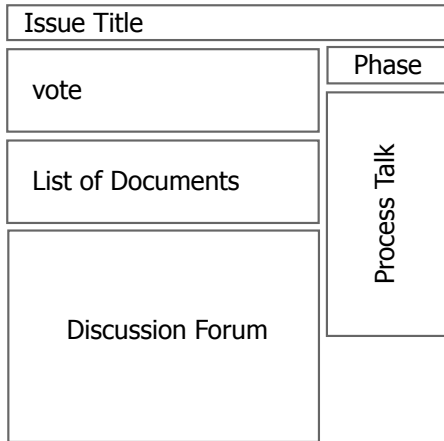 Issue Title
vote
Phase
List of Documents
Process Talk
Discussion Forum